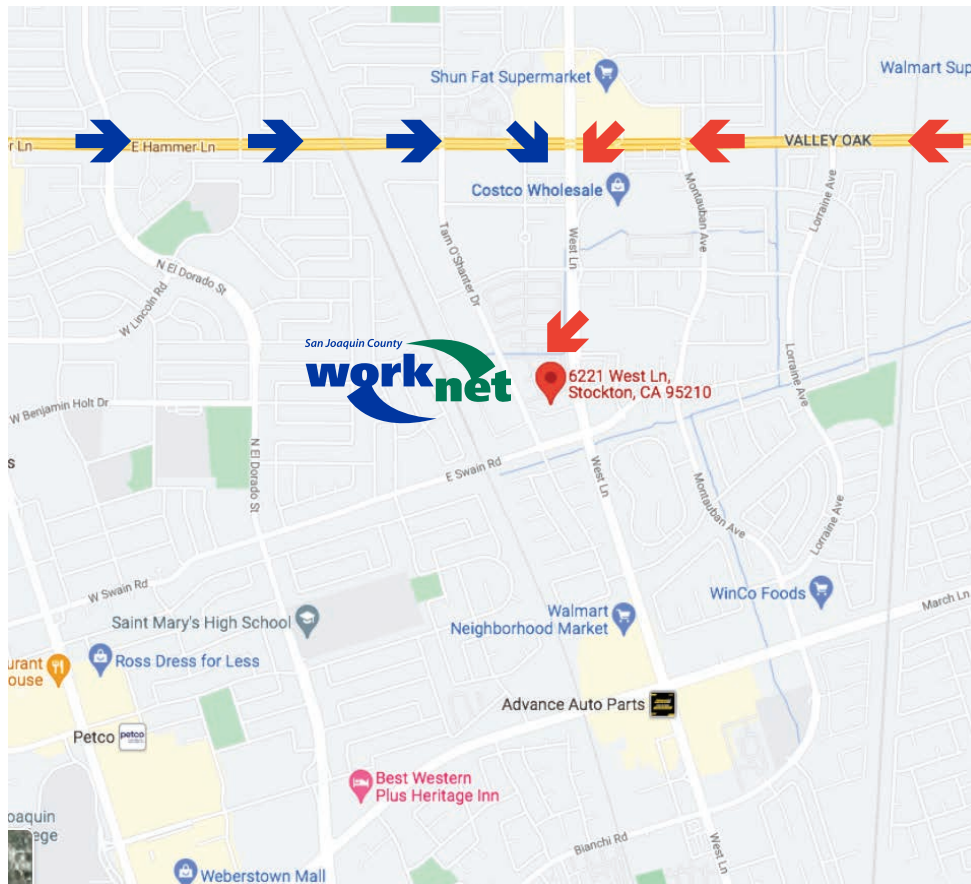 Shun Fat Supermarket
Walmart Sup
r Ln
E Hammer Ln
VALLEY OAK
Costco Wholesale
Montauban Ave
Lorraine Ave
West Ln
Tam O'Shanter Dr
N El Dorado St
W Lincoln Rd
San Joaquin County
work
net
6221 West Ln,
Stockton, CA 95210
Lorraine Ave
W Benjamin Holt Dr
N El Dorado St
s
E Swain Rd
West Ln
Montauban Ave
Lorraine Ave
W Swain Rd
WinCo Foods
March Ln
Saint Mary's High School
Walmart
Neighborhood Market
urant
ouse
Ross Dress for Less
Advance Auto Parts
Petco
petco
Best Western
Plus Heritage Inn
oaquin
ege
Bianchi Rd
West Ln
Weberstown Mall